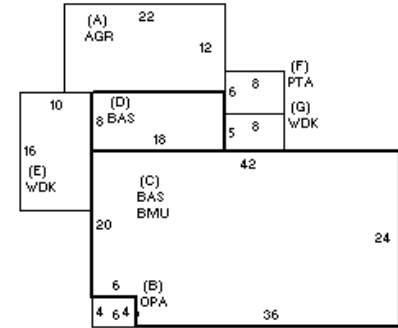 (A) 22
AGR
12
(F)
8
PTA
6
10
(D)
(G)
8 BAS
8
WDK
5
18
16
42
(E)
WDK
(C)
BAS
BMU
20
24
6
(B)
OPA
4 6 4
36